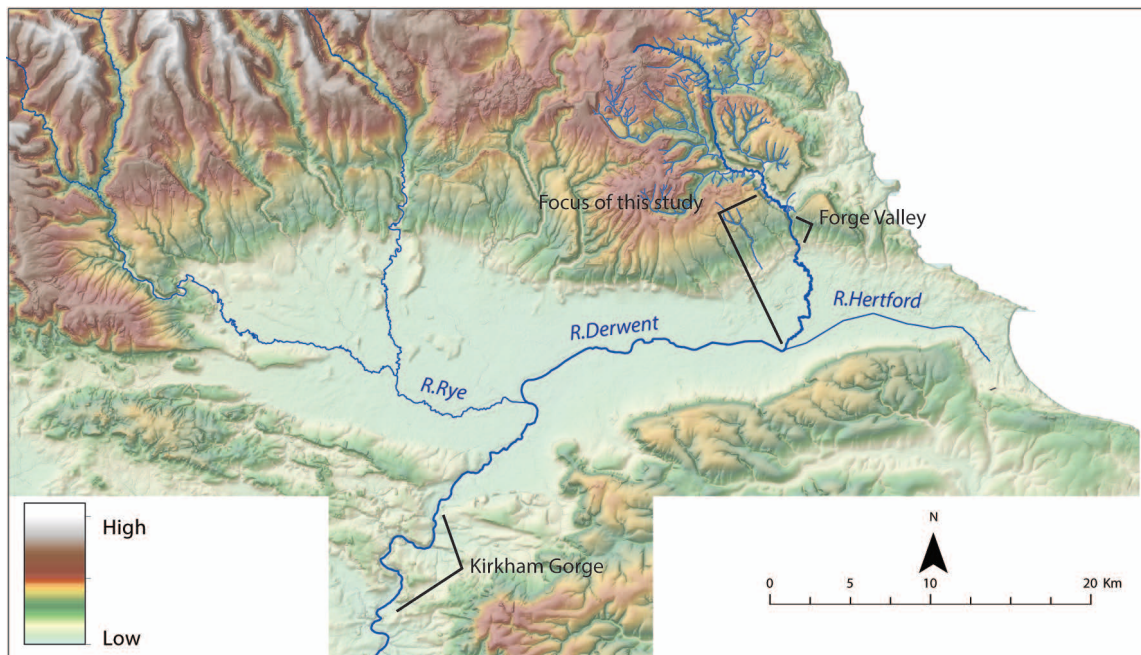 Focus of this study
Forge Valley
R.Hertford
R.Derwent
R.Rye
Kirkham Gorge
High
Low
N
0 5 10 20 Km